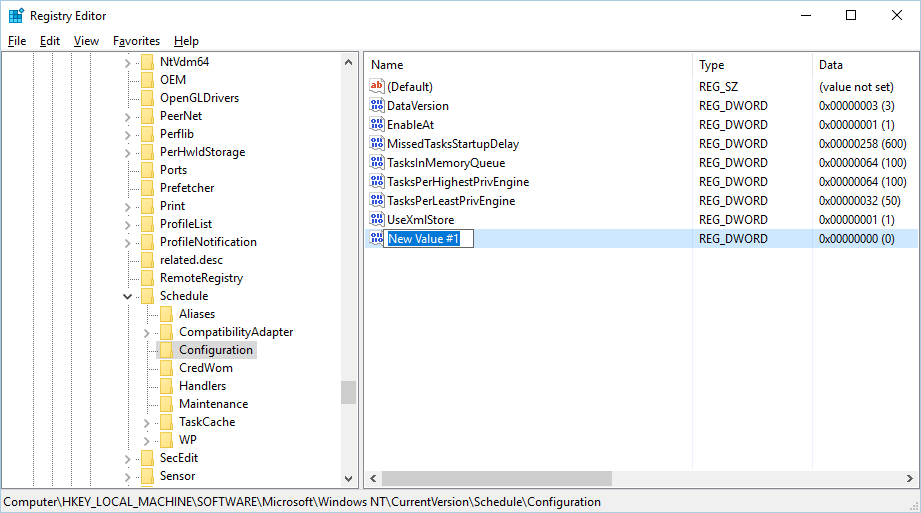 Registry Editor
File Edit View Favorites Help
NtVdm64
OEM
OpenGLDrivers
PeerNet
Perflib
PerHwIdStorage
Ports
Prefetcher
Print
ProfileList
ProfileNotification
related.desc
RemoteRegistry
Schedule
Aliases
CompatibilityAdapter
Configuration
CredWom
Handlers
Maintenance
TaskCache
WP
SecEdit
Sensor
Name Type Data
ab (Default) REG_SZ (value not set)
DataVersion REG_DWORD 0x00000003 (3)
EnableAt REG_DWORD 0x00000001 (1)
MissedTasksStartupDelay REG_DWORD 0x00000258 (600)
TasksInMemoryQueue REG_DWORD 0x00000064 (100)
TasksPerHighestPrivEngine REG_DWORD 0x00000064 (100)
TasksPerLeastPrivEngine REG_DWORD 0x00000032 (50)
UseXmlStore REG_DWORD 0x00000001 (1)
New Value #1 REG_DWORD 0x00000000 (0)
Computer\HKEY_LOCAL_MACHINE\SOFTWARE\Microsoft\Windows NT\CurrentVersion\Schedule\Configuration